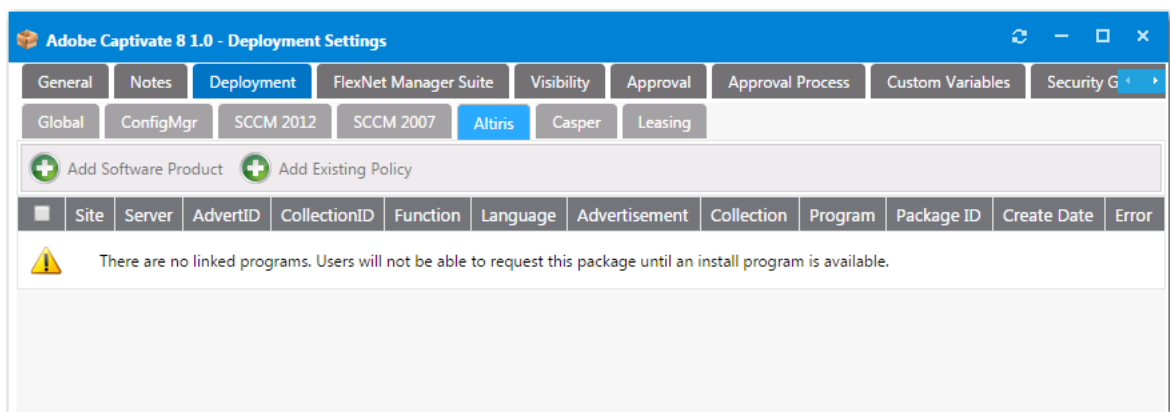 Adobe Captivate 8 1.0 - Deployment Settings
General Notes Deployment FlexNet Manager Suite Visibility Approval Approval Process Custom Variables Security G
Global ConfigMgr SCCM 2012 SCCM 2007 Altiris Casper Leasing
Add Software Product Add Existing Policy
Site Server AdvertID CollectionID Function Language Advertisement Collection Program Package ID Create Date Error
There are no linked programs. Users will not be able to request this package until an install program is available.